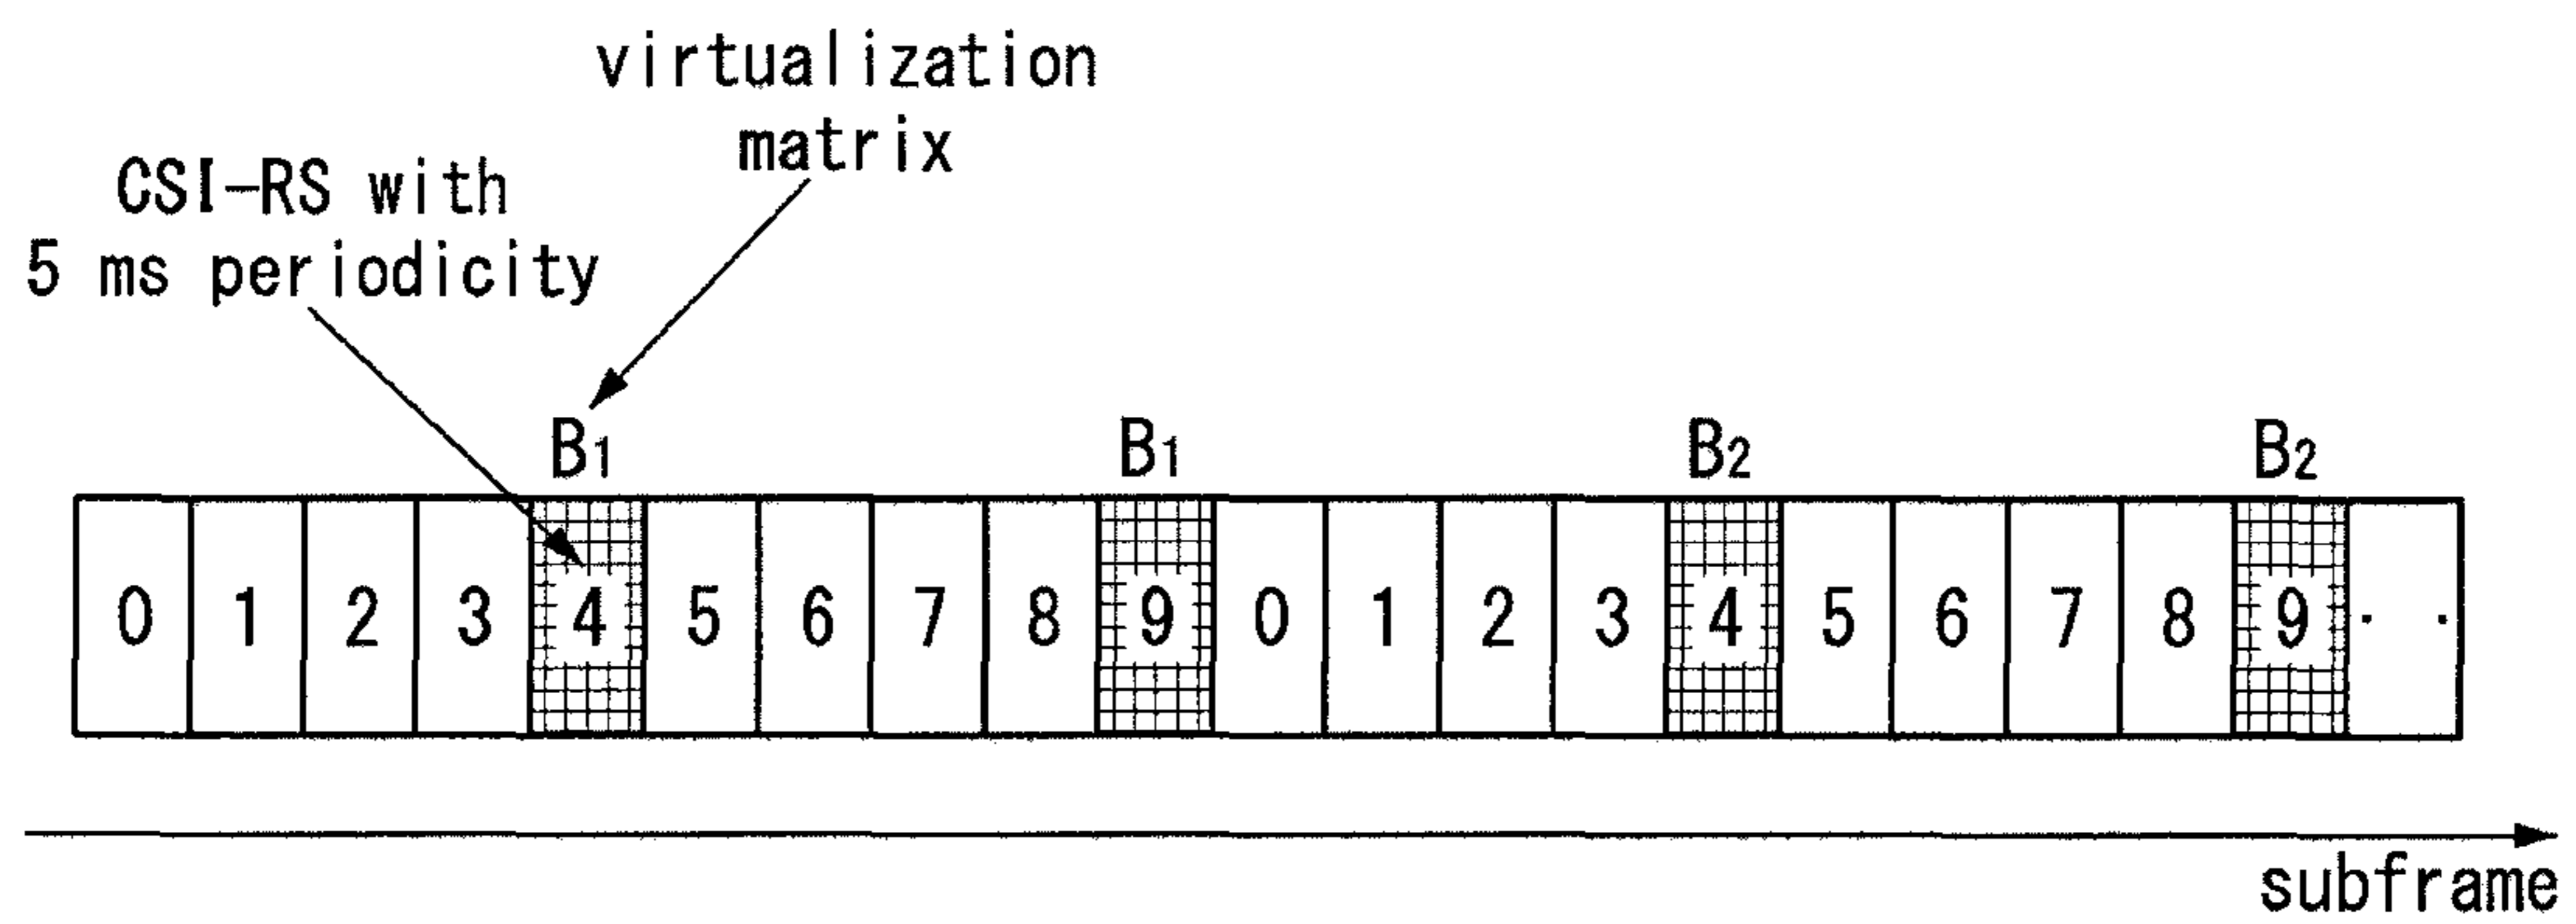 virtualization
matrix
CSI-RS with
5 ms periodicity
B1 B1 B2 B2
0 1 2 3 4 5 6 7 8 9 0 1 2 3 4 5 6 7 8 9 . .
subframe